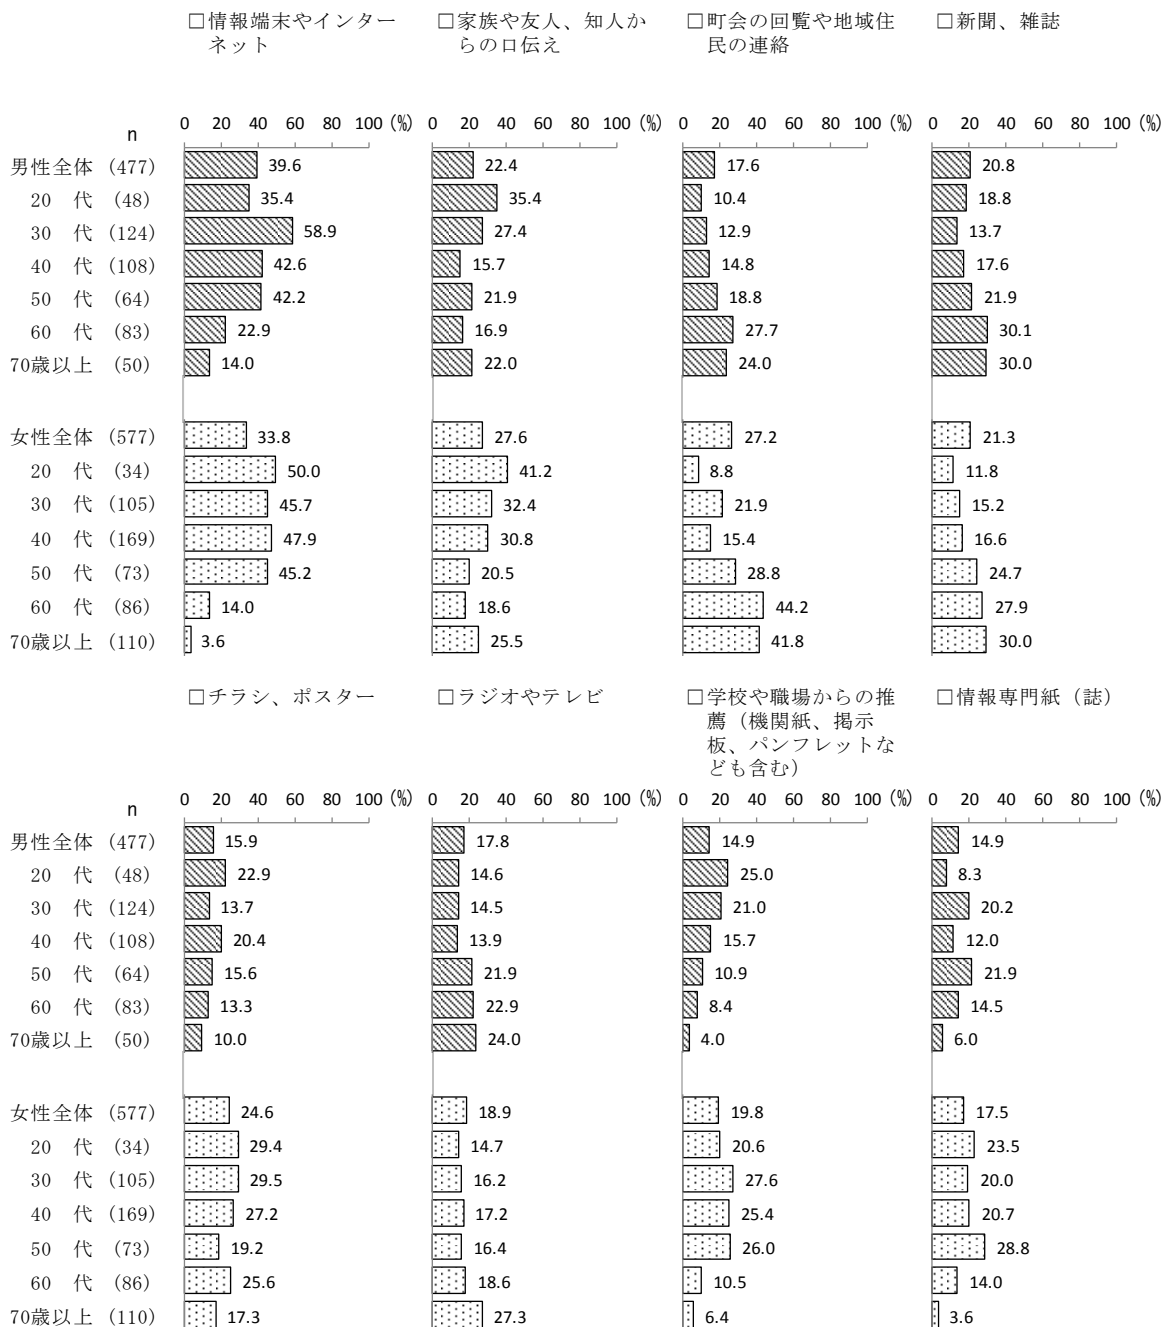 □情報端末やインター
ネット
□家族や友人、知人か
らの口伝え
□町会の回覧や地域住
民の連絡
□新聞、雑誌
n 0 20 40 60 80 100 (%) 0 20 40 60 80 100 (%) 0 20 40 60 80 100 (%) 0 20 40 60 80 100 (%)
男性全体 (477) 39.6 22.4 17.6 20.8
20 代 (48) 35.4 35.4 10.4 18.8
30 代 (124) 58.9 27.4 12.9 13.7
40 代 (108) 42.6 15.7 14.8 17.6
50 代 (64) 42.2 21.9 18.8 21.9
60 代 (83) 22.9 16.9 27.7 30.1
70歳以上 (50) 14.0 22.0 24.0 30.0
女性全体 (577) 33.8 27.6 27.2 21.3
20 代 (34) 50.0 41.2 8.8 11.8
30 代 (105) 45.7 32.4 21.9 15.2
40 代 (169) 47.9 30.8 15.4 16.6
50 代 (73) 45.2 20.5 28.8 24.7
60 代 (86) 14.0 18.6 44.2 27.9
70歳以上 (110) 3.6 25.5 41.8 30.0
□チラシ、ポスター
□ラジオやテレビ
□学校や職場からの推
薦（機関紙、掲示
板、パンフレットな
ども含む）
□情報専門紙（誌）
n 0 20 40 60 80 100 (%) 0 20 40 60 80 100 (%) 0 20 40 60 80 100 (%) 0 20 40 60 80 100 (%)
男性全体 (477) 15.9 17.8 14.9 14.9
20 代 (48) 22.9 14.6 25.0 8.3
30 代 (124) 13.7 14.5 21.0 20.2
40 代 (108) 20.4 13.9 15.7 12.0
50 代 (64) 15.6 21.9 10.9 21.9
60 代 (83) 13.3 22.9 8.4 14.5
70歳以上 (50) 10.0 24.0 4.0 6.0
女性全体 (577) 24.6 18.9 19.8 17.5
20 代 (34) 29.4 14.7 20.6 23.5
30 代 (105) 29.5 16.2 27.6 20.0
40 代 (169) 27.2 17.2 25.4 20.7
50 代 (73) 19.2 16.4 26.0 28.8
60 代 (86) 25.6 18.6 10.5 14.0
70歳以上 (110) 17.3 27.3 6.4 3.6